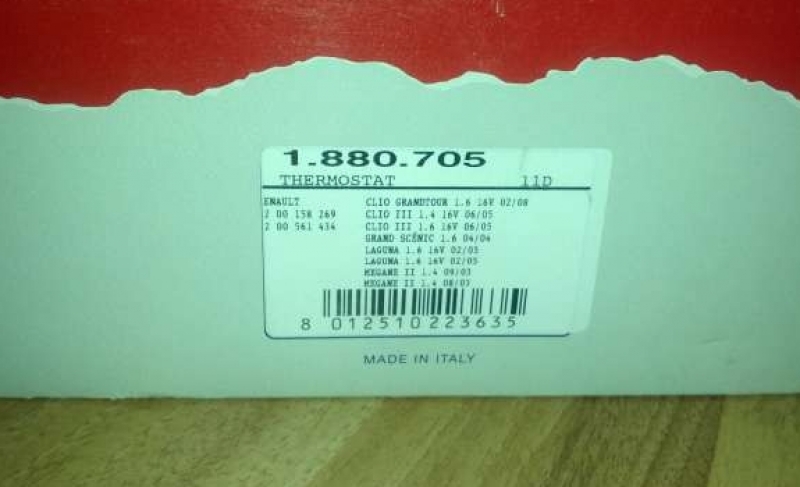 1.880.705
THERMOSTAT 11D
ENAULT CLIO GRANDTOUR 1.6 16V 02/08
2 00 158 269 CLIO III 1.4 16V 06/05
2 00 561 434 CLIO III 1.6 16V 06/05
GRAND SCÉNIC 1.6 04/04
LAGUNA 1.6 16V 02/05
LAGUNA 1.6 16V 02/05
MEGANE II 1.4 09/03
MEGANE II 1.4 08/03
8 012510 223635
MADE IN ITALY